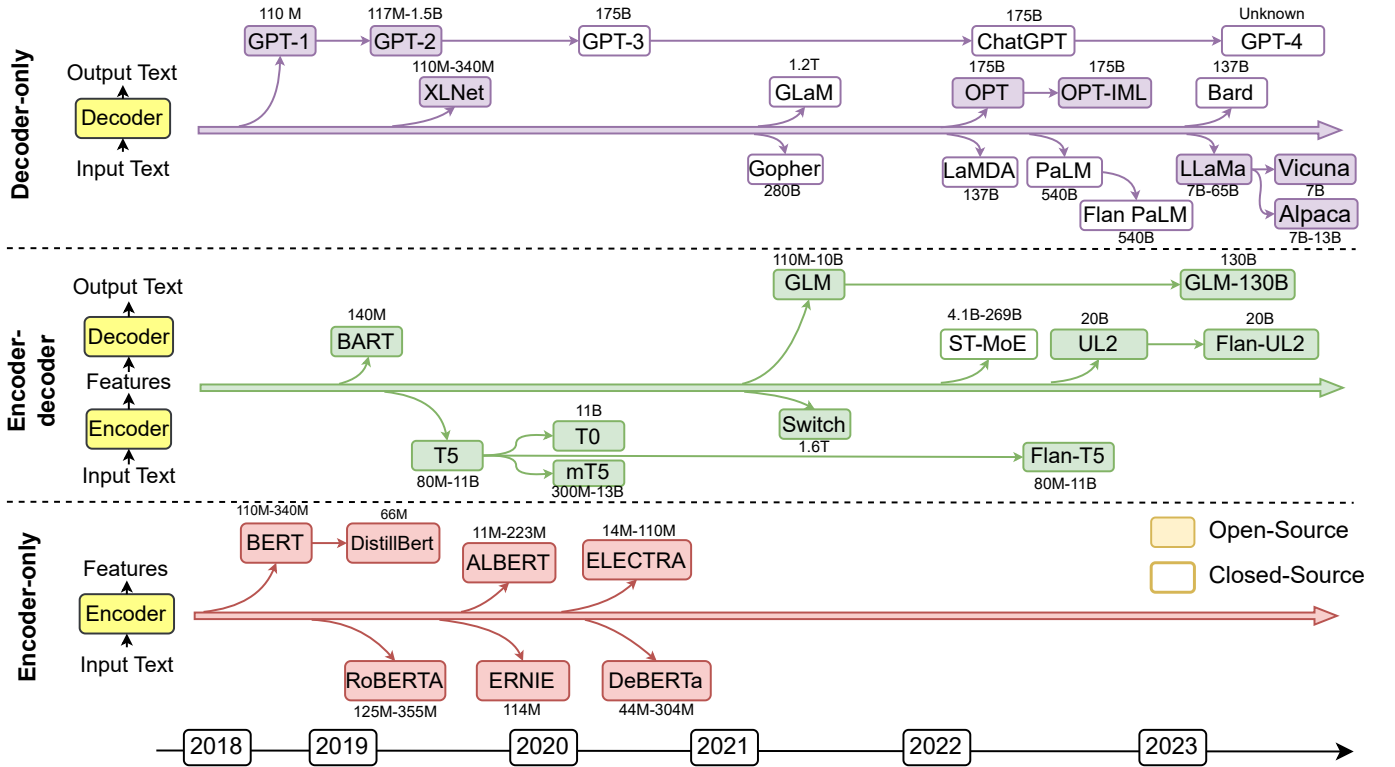 Decoder-only
Output Text
Decoder
Input Text
110 M
GPT-1
117M-1.5B
GPT-2
175B
GPT-3
175B
ChatGPT
Unknown
GPT-4
110M-340M
XLNet
1.2T
GLaM
175B
OPT
175B
OPT-IML
137B
Bard
Gopher
280B
LaMDA
137B
PaLM
540B
Flan PaLM
540B
LLaMa
7B-65B
Vicuna
7B
Alpaca
7B-13B
Encoder-
decoder
Output Text
Decoder
Features
Encoder
Input Text
140M
BART
110M-10B
GLM
130B
GLM-130B
4.1B-269B
ST-MoE
20B
UL2
20B
Flan-UL2
T5
80M-11B
11B
T0
mT5
300M-13B
Switch
1.6T
Flan-T5
80M-11B
Encoder-only
Features
Encoder
Input Text
110M-340M
BERT
66M
DistillBert
11M-223M
ALBERT
14M-110M
ELECTRA
RoBERTA
125M-355M
ERNIE
114M
DeBERTa
44M-304M
Open-Source
Closed-Source
2018
2019
2020
2021
2022
2023